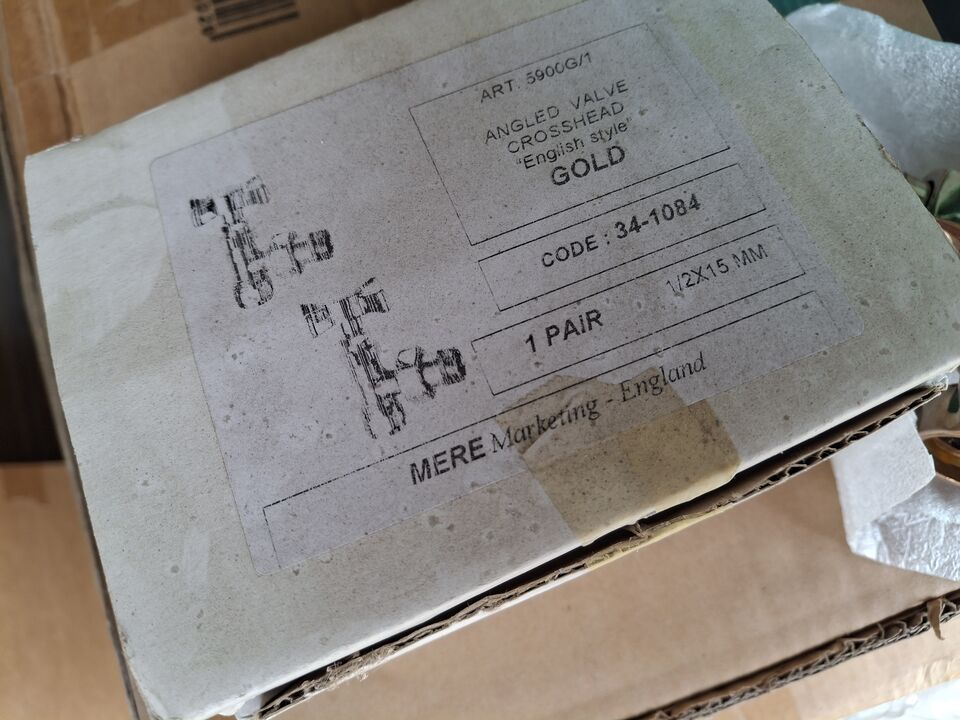 ART. 5900G/1
ANGLED VALVE
CROSSHEAD
"English style"
GOLD
CODE : 34-1084
1 PAiR 1/2X15 MM
MERE Marketing - England